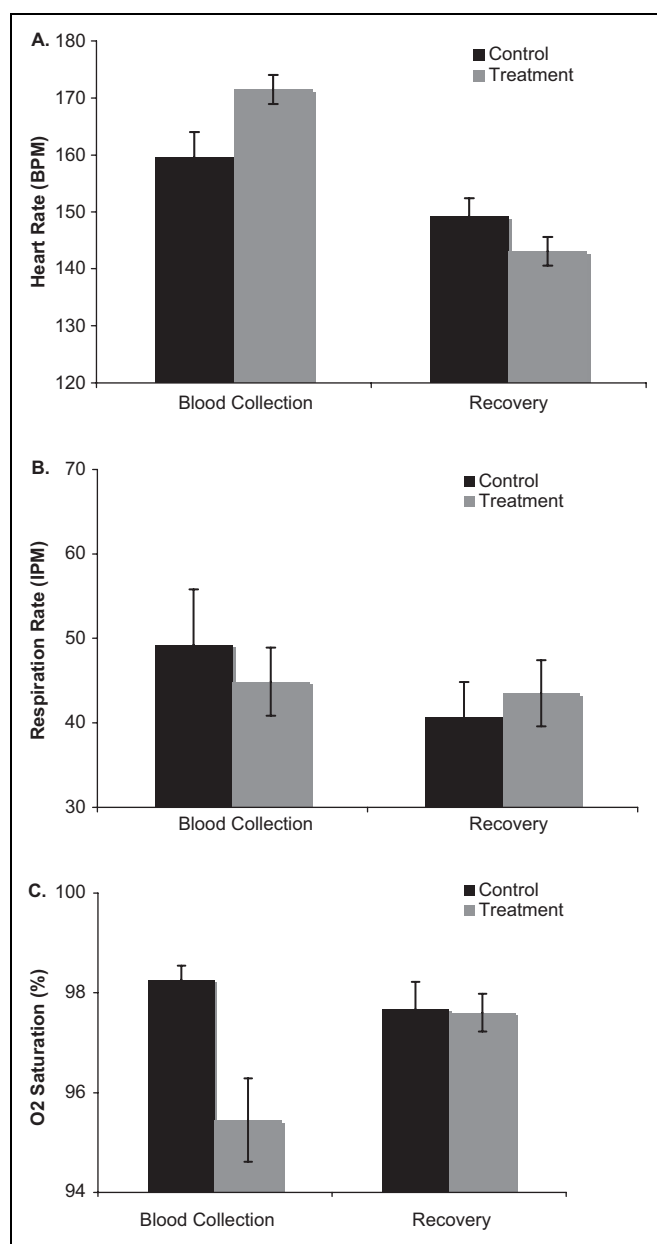 A.
180
170
160
150
140
130
120
Heart Rate (BPM)
Control
Treatment
Blood Collection Recovery
B.
70
60
50
40
30
Respiration Rate (IPM)
Control
Treatment
Blood Collection Recovery
C.
100
98
96
94
O2 Saturation (%)
Control
Treatment
Blood Collection Recovery